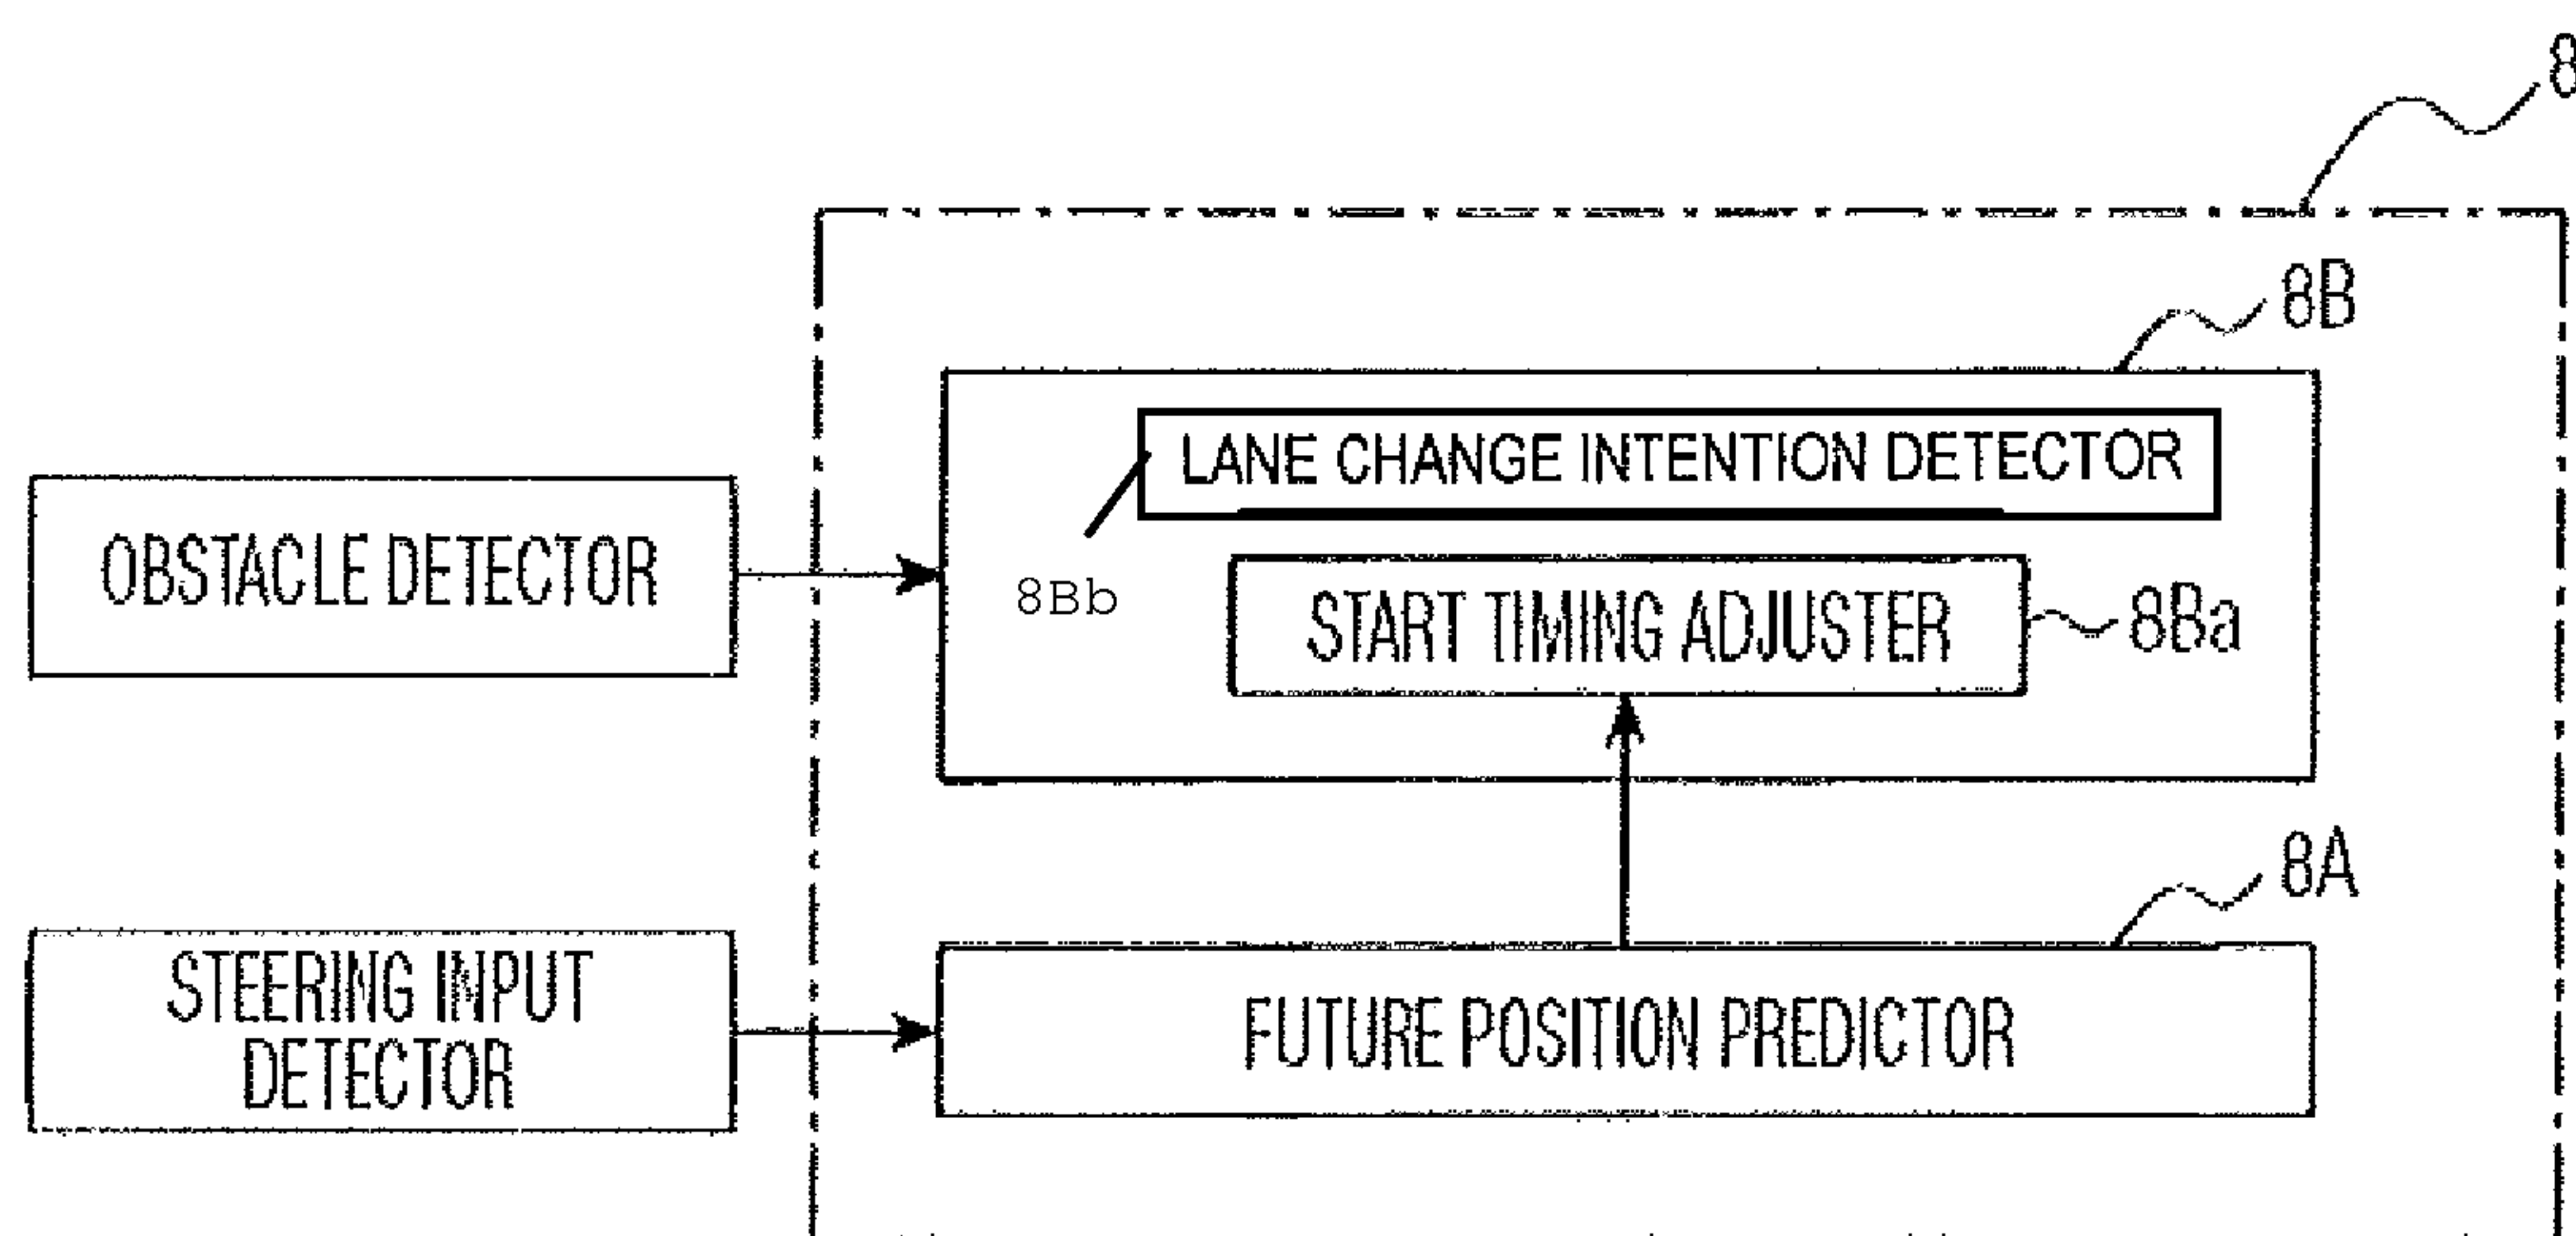 8
8B
LANE CHANGE INTENTION DETECTOR
OBSTACLE DETECTOR
8Bb
START TIMING ADJUSTER
8Ba
8A
STEERING INPUT
DETECTOR
FUTURE POSITION PREDICTOR